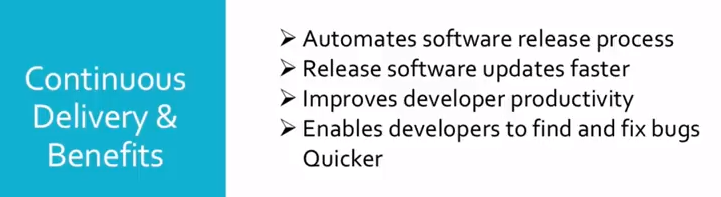 Continuous
Delivery &
Benefits
➢ Automates software release process
➢ Release software updates faster
➢ Improves developer productivity
➢ Enables developers to find and fix bugs
Quicker